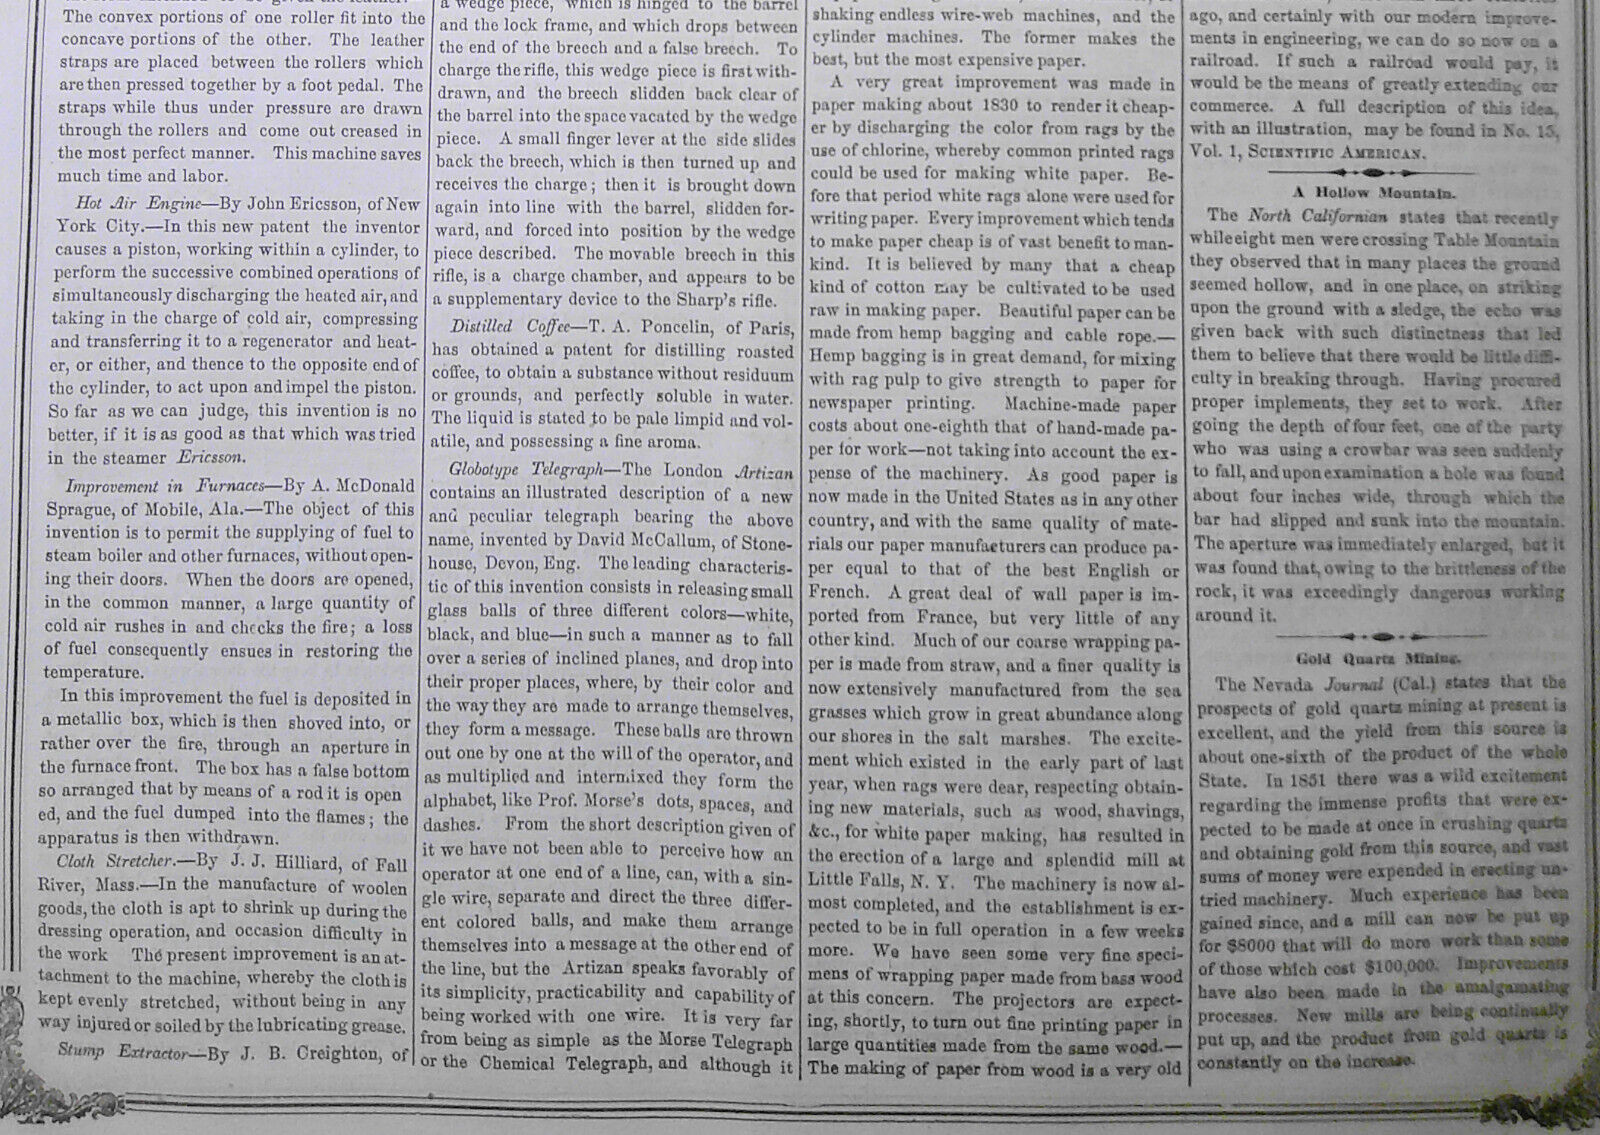 The convex portions of one roller fit into the
concave portions of the other. The leather
straps are placed between the rollers which
are then pressed together by a foot pedal. The
straps while thus under pressure are drawn
through the rollers and come out creased in
the most perfect manner. This machine saves
much time and labor.
Hot Air Engine—By John Ericsson, of New
York City.—In this new patent the inventor
causes a piston, working within a cylinder, to
perform the successive combined operations of
simultaneously discharging the heated air, and
taking in the charge of cold air, compressing
and transferring it to a regenerator and heat-
er, or either, and thence to the opposite end of
the cylinder, to act upon and impel the piston.
So far as we can judge, this invention is no
better, if it is as good as that which was tried
in the steamer Ericsson.
Improvement in Furnaces—By A. McDonald
Sprague, of Mobile, Ala.—The object of this
invention is to permit the supplying of fuel to
steam boiler and other furnaces, without open-
ing their doors. When the doors are opened,
in the common manner, a large quantity of
cold air rushes in and checks the fire; a loss
of fuel consequently ensues in restoring the
temperature.
In this improvement the fuel is deposited in
a metallic box, which is then shoved into, or
rather over the fire, through an aperture in
the furnace front. The box has a false bottom
so arranged that by means of a rod it is open
ed, and the fuel dumped into the flames; the
apparatus is then withdrawn.
Cloth Stretcher.—By J. J. Hilliard, of Fall
River, Mass.—In the manufacture of woolen
goods, the cloth is apt to shrink up during the
dressing operation, and occasion difficulty in
the work The present improvement is an at-
tachment to the machine, whereby the cloth is
kept evenly stretched, without being in any
way injured or soiled by the lubricating grease.
Stump Extractor—By J. B. Creighton, of
a wedge piece, which is hinged to the barrel
and the lock frame, and which drops between
the end of the breech and a false breech. To
charge the rifle, this wedge piece is first with-
drawn, and the breech slidden back clear of
the barrel into the space vacated by the wedge
piece. A small finger lever at the side slides
back the breech, which is then turned up and
receives the charge; then it is brought down
again into line with the barrel, slidden for-
ward, and forced into position by the wedge
piece described. The movable breech in this
rifle, is a charge chamber, and appears to be
a supplementary device to the Sharp's rifle.
Distilled Coffee—T. A. Poncelin, of Paris,
has obtained a patent for distilling roasted
coffee, to obtain a substance without residuum
or grounds, and perfectly soluble in water.
The liquid is stated to be pale limpid and vol-
atile, and possessing a fine aroma.
Globotype Telegraph—The London Artizan
contains an illustrated description of a new
and peculiar telegraph bearing the above
name, invented by David McCallum, of Stone-
house, Devon, Eng. The leading characteris-
tic of this invention consists in releasing small
glass balls of three different colors—white,
black, and blue—in such a manner as to fall
over a series of inclined planes, and drop into
their proper places, where, by their color and
the way they are made to arrange themselves,
they form a message. These balls are thrown
out one by one at the will of the operator, and
as multiplied and intermixed they form the
alphabet, like Prof. Morse's dots, spaces, and
dashes. From the short description given of
it we have not been able to perceive how an
operator at one end of a line, can, with a sin-
gle wire, separate and direct the three differ-
ent colored balls, and make them arrange
themselves into a message at the other end of
the line, but the Artizan speaks favorably of
its simplicity, practicability and capability of
being worked with one wire. It is very far
from being as simple as the Morse Telegraph
or the Chemical Telegraph, and although it
shaking endless wire-web machines, and the
cylinder machines. The former makes the
best, but the most expensive paper.
A very great improvement was made in
paper making about 1830 to render it cheap-
er by discharging the color from rags by the
use of chlorine, whereby common printed rags
could be used for making white paper. Be-
fore that period white rags alone were used for
writing paper. Every improvement which tends
to make paper cheap is of vast benefit to man-
kind. It is believed by many that a cheap
kind of cotton may be cultivated to be used
raw in making paper. Beautiful paper can be
made from hemp bagging and cable rope.—
Hemp bagging is in great demand, for mixing
with rag pulp to give strength to paper for
newspaper printing. Machine-made paper
costs about one-eighth that of hand-made pa-
per for work—not taking into account the ex-
pense of the machinery. As good paper is
now made in the United States as in any other
country, and with the same quality of mate-
rials our paper manufacturers can produce pa-
per equal to that of the best English or
French. A great deal of wall paper is im-
ported from France, but very little of any
other kind. Much of our coarse wrapping pa-
per is made from straw, and a finer quality is
now extensively manufactured from the sea
grasses which grow in great abundance along
our shores in the salt marshes. The excite-
ment which existed in the early part of last
year, when rags were dear, respecting obtain-
ing new materials, such as wood, shavings,
&c., for white paper making, has resulted in
the erection of a large and splendid mill at
Little Falls, N. Y. The machinery is now al-
most completed, and the establishment is ex-
pected to be in full operation in a few weeks
more. We have seen some very fine speci-
mens of wrapping paper made from bass wood
at this concern. The projectors are expect-
ing, shortly, to turn out fine printing paper in
large quantities made from the same wood.—
The making of paper from wood is a very old
ago, and certainly with our modern improve-
ments in engineering, we can do so now on a
railroad. If such a railroad would pay, it
would be the means of greatly extending our
commerce. A full description of this idea,
with an illustration, may be found in No. 15,
Vol. 1, SCIENTIFIC AMERICAN.
A Hollow Mountain.
The North Californian states that recently
while eight men were crossing Table Mountain
they observed that in many places the ground
seemed hollow, and in one place, on striking
upon the ground with a sledge, the echo was
given back with such distinctness that led
them to believe that there would be little diffi-
culty in breaking through. Having procured
proper implements, they set to work. After
going the depth of four feet, one of the party
who was using a crowbar was seen suddenly
to fall, and upon examination a hole was found
about four inches wide, through which the
bar had slipped and sunk into the mountain.
The aperture was immediately enlarged, but it
was found that, owing to the brittleness of the
rock, it was exceedingly dangerous working
around it.
Gold Quartz Mining.
The Nevada Journal (Cal.) states that the
prospects of gold quartz mining at present is
excellent, and the yield from this source is
about one-sixth of the product of the whole
State. In 1851 there was a wild excitement
regarding the immense profits that were ex-
pected to be made at once in crushing quartz
and obtaining gold from this source, and vast
sums of money were expended in erecting un-
tried machinery. Much experience has been
gained since, and a mill can now be put up
for $8000 that will do more work than some
of those which cost $100,000. Improvements
have also been made in the amalgamating
processes. New mills are being continually
put up, and the product from gold quartz is
constantly on the increase.